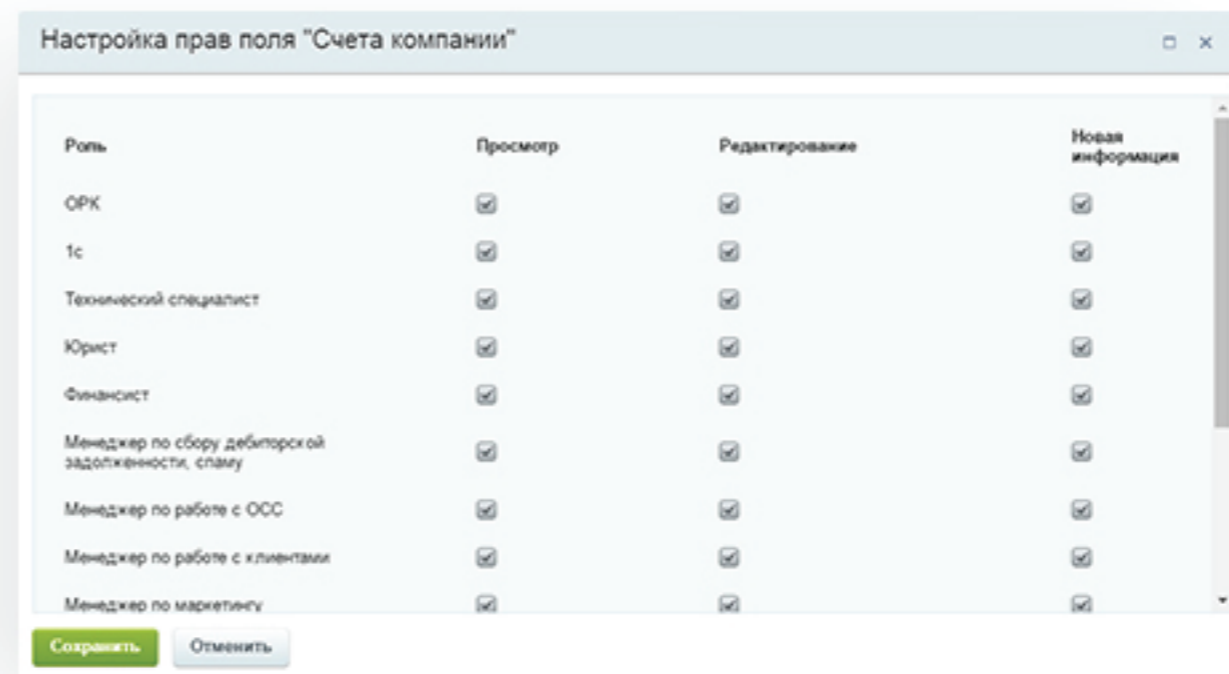 Настройка прав поля "Счета компании"
Роль Просмотр Редактирование Новая
информация
ОРК
1с
Технический специалист
Юрист
Финансист
Менеджер по сбору дебиторской
задолженности, спаму
Менеджер по работе с ОСС
Менеджер по работе с клиентами
Менеджер по маркетингу
Сохранить Отменить